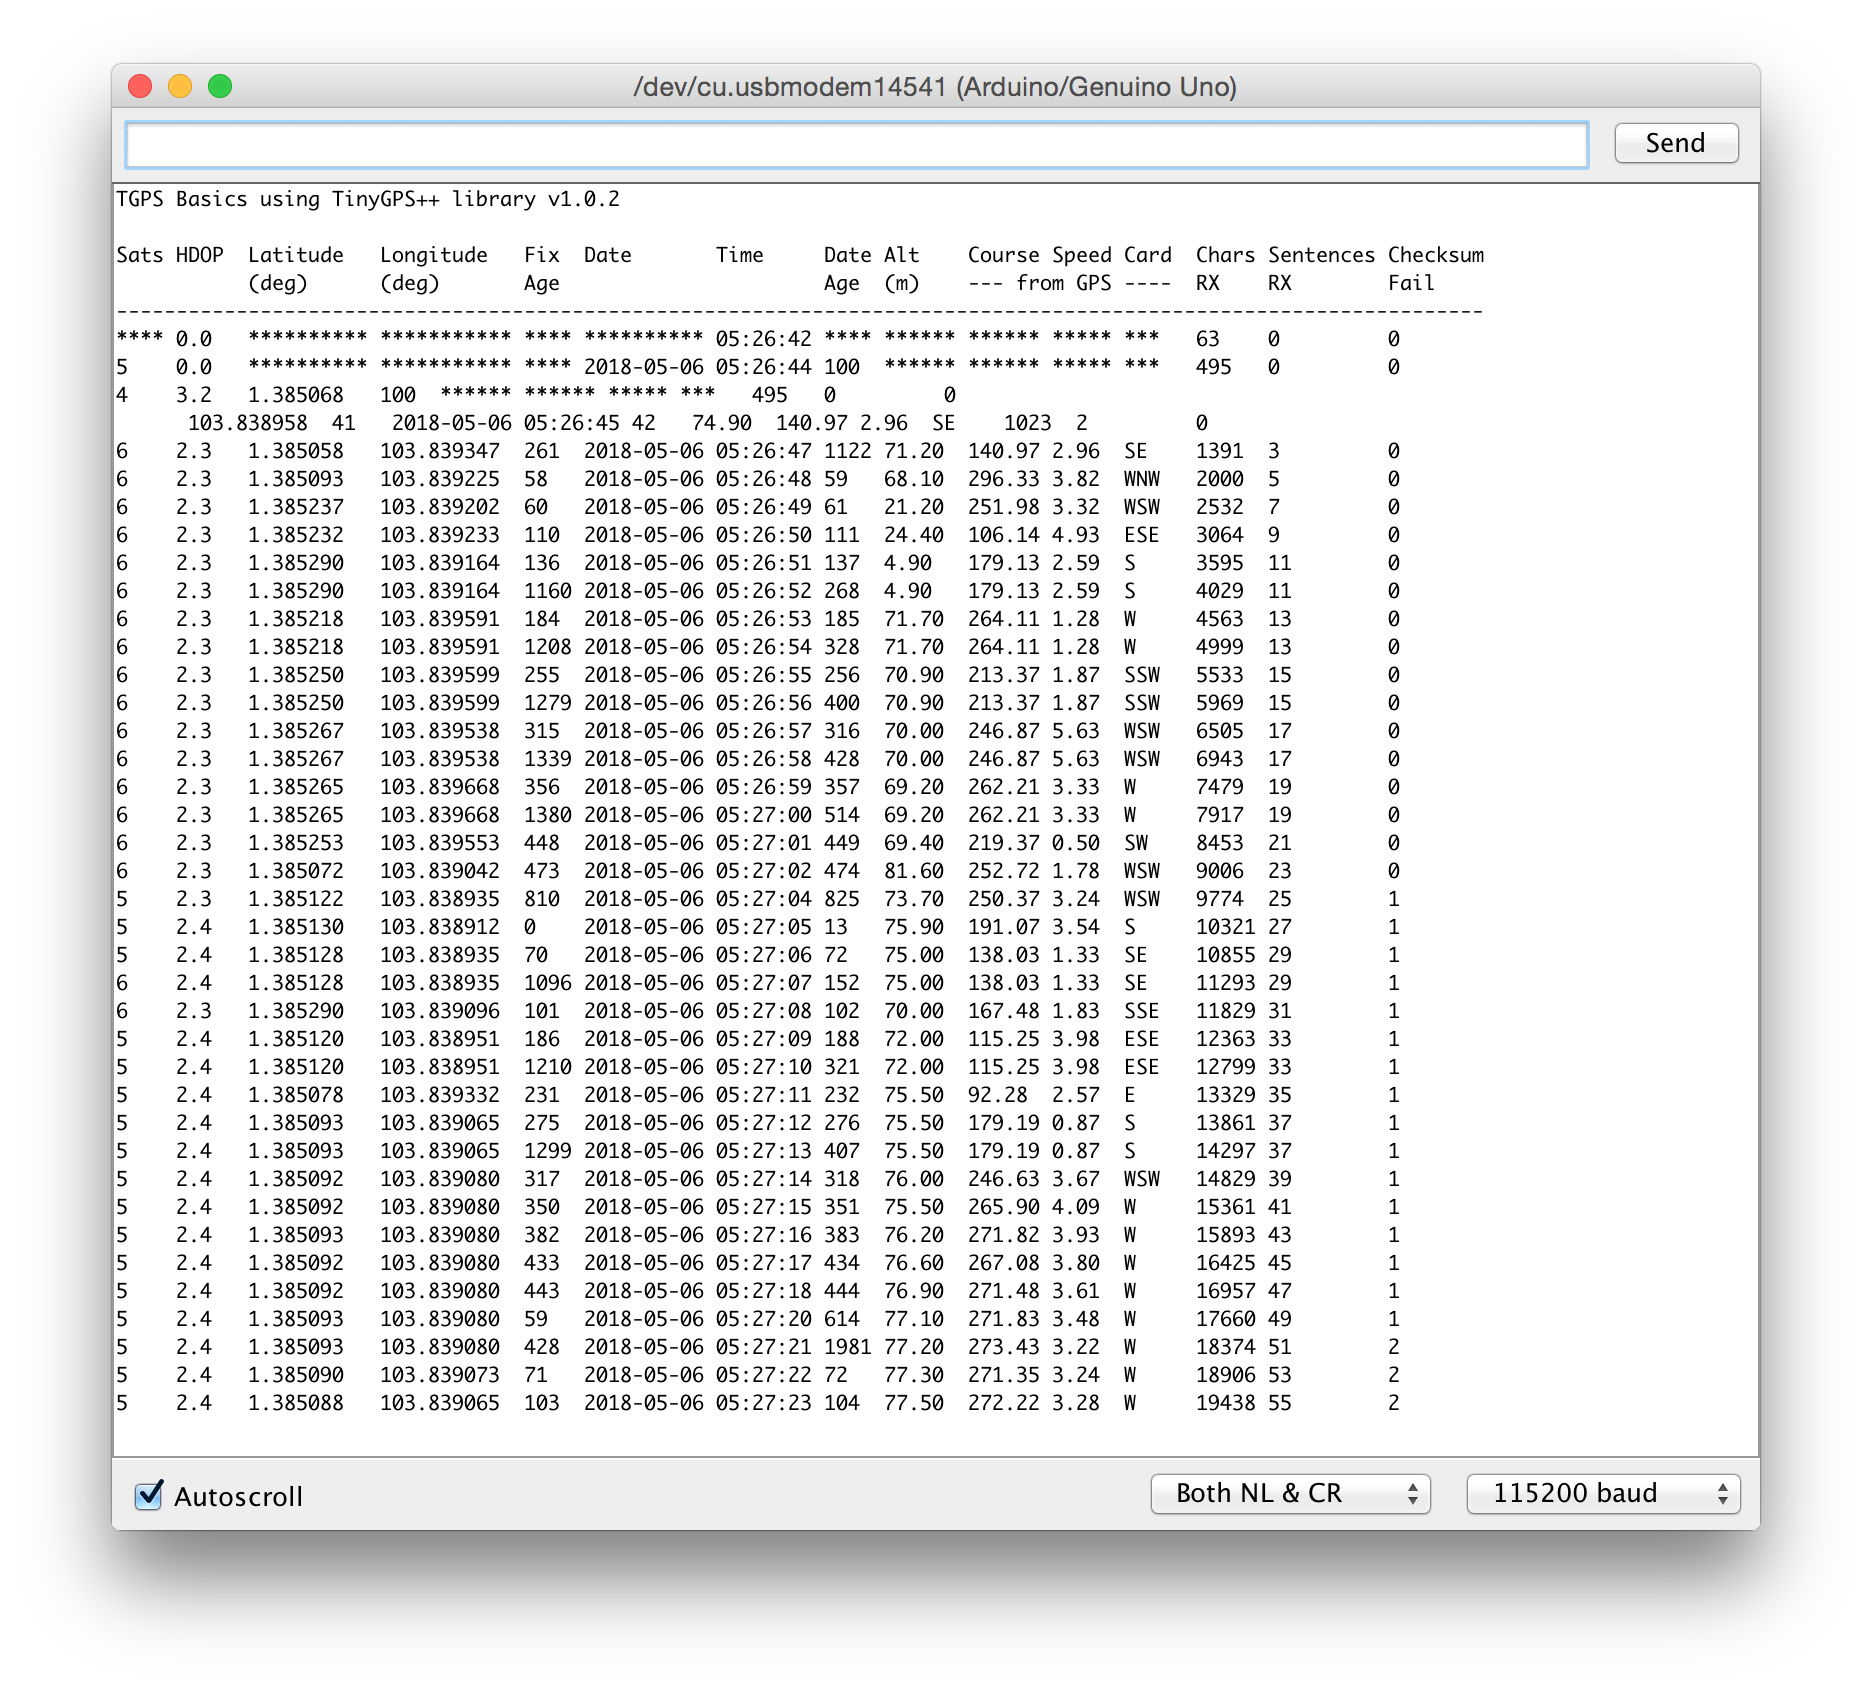 /dev/cu.usbmodem14541 (Arduino/Genuino Uno)
Send
TGPS Basics using TinyGPS++ library v1.0.2
Sats HDOP  Latitude   Longitude   Fix  Date       Time     Date Alt    Course Speed Card  Chars Sentences Checksum
           (deg)      (deg)       Age                      Age  (m)    --- from GPS ----  RX    RX        Fail
------------------------------------------------------------------------------------------------------------------
**** 0.0   ********** *********** **** ********** 05:26:42 **** ****** ****** ***** ***   63    0         0
5    0.0   ********** *********** **** 2018-05-06 05:26:44 100  ****** ****** ***** ***   495   0         0
4    3.2   1.385068   100  ****** ****** ***** ***   495   0         0
      103.838958  41   2018-05-06 05:26:45 42   74.90  140.97 2.96  SE    1023  2         0
6    2.3   1.385058   103.839347  261  2018-05-06 05:26:47 1122 71.20  140.97 2.96  SE    1391  3         0
6    2.3   1.385093   103.839225  58   2018-05-06 05:26:48 59   68.10  296.33 3.82  WNW   2000  5         0
6    2.3   1.385237   103.839202  60   2018-05-06 05:26:49 61   21.20  251.98 3.32  WSW   2532  7         0
6    2.3   1.385232   103.839233  110  2018-05-06 05:26:50 111  24.40  106.14 4.93  ESE   3064  9         0
6    2.3   1.385290   103.839164  136  2018-05-06 05:26:51 137  4.90   179.13 2.59  S     3595  11        0
6    2.3   1.385290   103.839164  1160 2018-05-06 05:26:52 268  4.90   179.13 2.59  S     4029  11        0
6    2.3   1.385218   103.839591  184  2018-05-06 05:26:53 185  71.70  264.11 1.28  W     4563  13        0
6    2.3   1.385218   103.839591  1208 2018-05-06 05:26:54 328  71.70  264.11 1.28  W     4999  13        0
6    2.3   1.385250   103.839599  255  2018-05-06 05:26:55 256  70.90  213.37 1.87  SSW   5533  15        0
6    2.3   1.385250   103.839599  1279 2018-05-06 05:26:56 400  70.90  213.37 1.87  SSW   5969  15        0
6    2.3   1.385267   103.839538  315  2018-05-06 05:26:57 316  70.00  246.87 5.63  WSW   6505  17        0
6    2.3   1.385267   103.839538  1339 2018-05-06 05:26:58 428  70.00  246.87 5.63  WSW   6943  17        0
6    2.3   1.385265   103.839668  356  2018-05-06 05:26:59 357  69.20  262.21 3.33  W     7479  19        0
6    2.3   1.385265   103.839668  1380 2018-05-06 05:27:00 514  69.20  262.21 3.33  W     7917  19        0
6    2.3   1.385253   103.839553  448  2018-05-06 05:27:01 449  69.40  219.37 0.50  SW    8453  21        0
6    2.3   1.385072   103.839042  473  2018-05-06 05:27:02 474  81.60  252.72 1.78  WSW   9006  23        0
5    2.3   1.385122   103.838935  810  2018-05-06 05:27:04 825  73.70  250.37 3.24  WSW   9774  25        1
5    2.4   1.385130   103.838912  0    2018-05-06 05:27:05 13   75.90  191.07 3.54  S     10321 27        1
5    2.4   1.385128   103.838935  70   2018-05-06 05:27:06 72   75.00  138.03 1.33  SE    10855 29        1
6    2.4   1.385128   103.838935  1096 2018-05-06 05:27:07 152  75.00  138.03 1.33  SE    11293 29        1
6    2.3   1.385290   103.839096  101  2018-05-06 05:27:08 102  70.00  167.48 1.83  SSE   11829 31        1
5    2.4   1.385120   103.838951  186  2018-05-06 05:27:09 188  72.00  115.25 3.98  ESE   12363 33        1
5    2.4   1.385120   103.838951  1210 2018-05-06 05:27:10 321  72.00  115.25 3.98  ESE   12799 33        1
5    2.4   1.385078   103.839332  231  2018-05-06 05:27:11 232  75.50  92.28  2.57  E     13329 35        1
5    2.4   1.385093   103.839065  275  2018-05-06 05:27:12 276  75.50  179.19 0.87  S     13861 37        1
5    2.4   1.385093   103.839065  1299 2018-05-06 05:27:13 407  75.50  179.19 0.87  S     14297 37        1
5    2.4   1.385092   103.839080  317  2018-05-06 05:27:14 318  76.00  246.63 3.67  WSW   14829 39        1
5    2.4   1.385092   103.839080  350  2018-05-06 05:27:15 351  75.50  265.90 4.09  W     15361 41        1
5    2.4   1.385093   103.839080  382  2018-05-06 05:27:16 383  76.20  271.82 3.93  W     15893 43        1
5    2.4   1.385092   103.839080  433  2018-05-06 05:27:17 434  76.60  267.08 3.80  W     16425 45        1
5    2.4   1.385092   103.839080  443  2018-05-06 05:27:18 444  76.90  271.48 3.61  W     16957 47        1
5    2.4   1.385093   103.839080  59   2018-05-06 05:27:20 614  77.10  271.83 3.48  W     17660 49        1
5    2.4   1.385093   103.839080  428  2018-05-06 05:27:21 1981 77.20  273.43 3.22  W     18374 51        2
5    2.4   1.385090   103.839073  71   2018-05-06 05:27:22 72   77.30  271.35 3.24  W     18906 53        2
5    2.4   1.385088   103.839065  103  2018-05-06 05:27:23 104  77.50  272.22 3.28  W     19438 55        2
Autoscroll
Both NL & CR
115200 baud